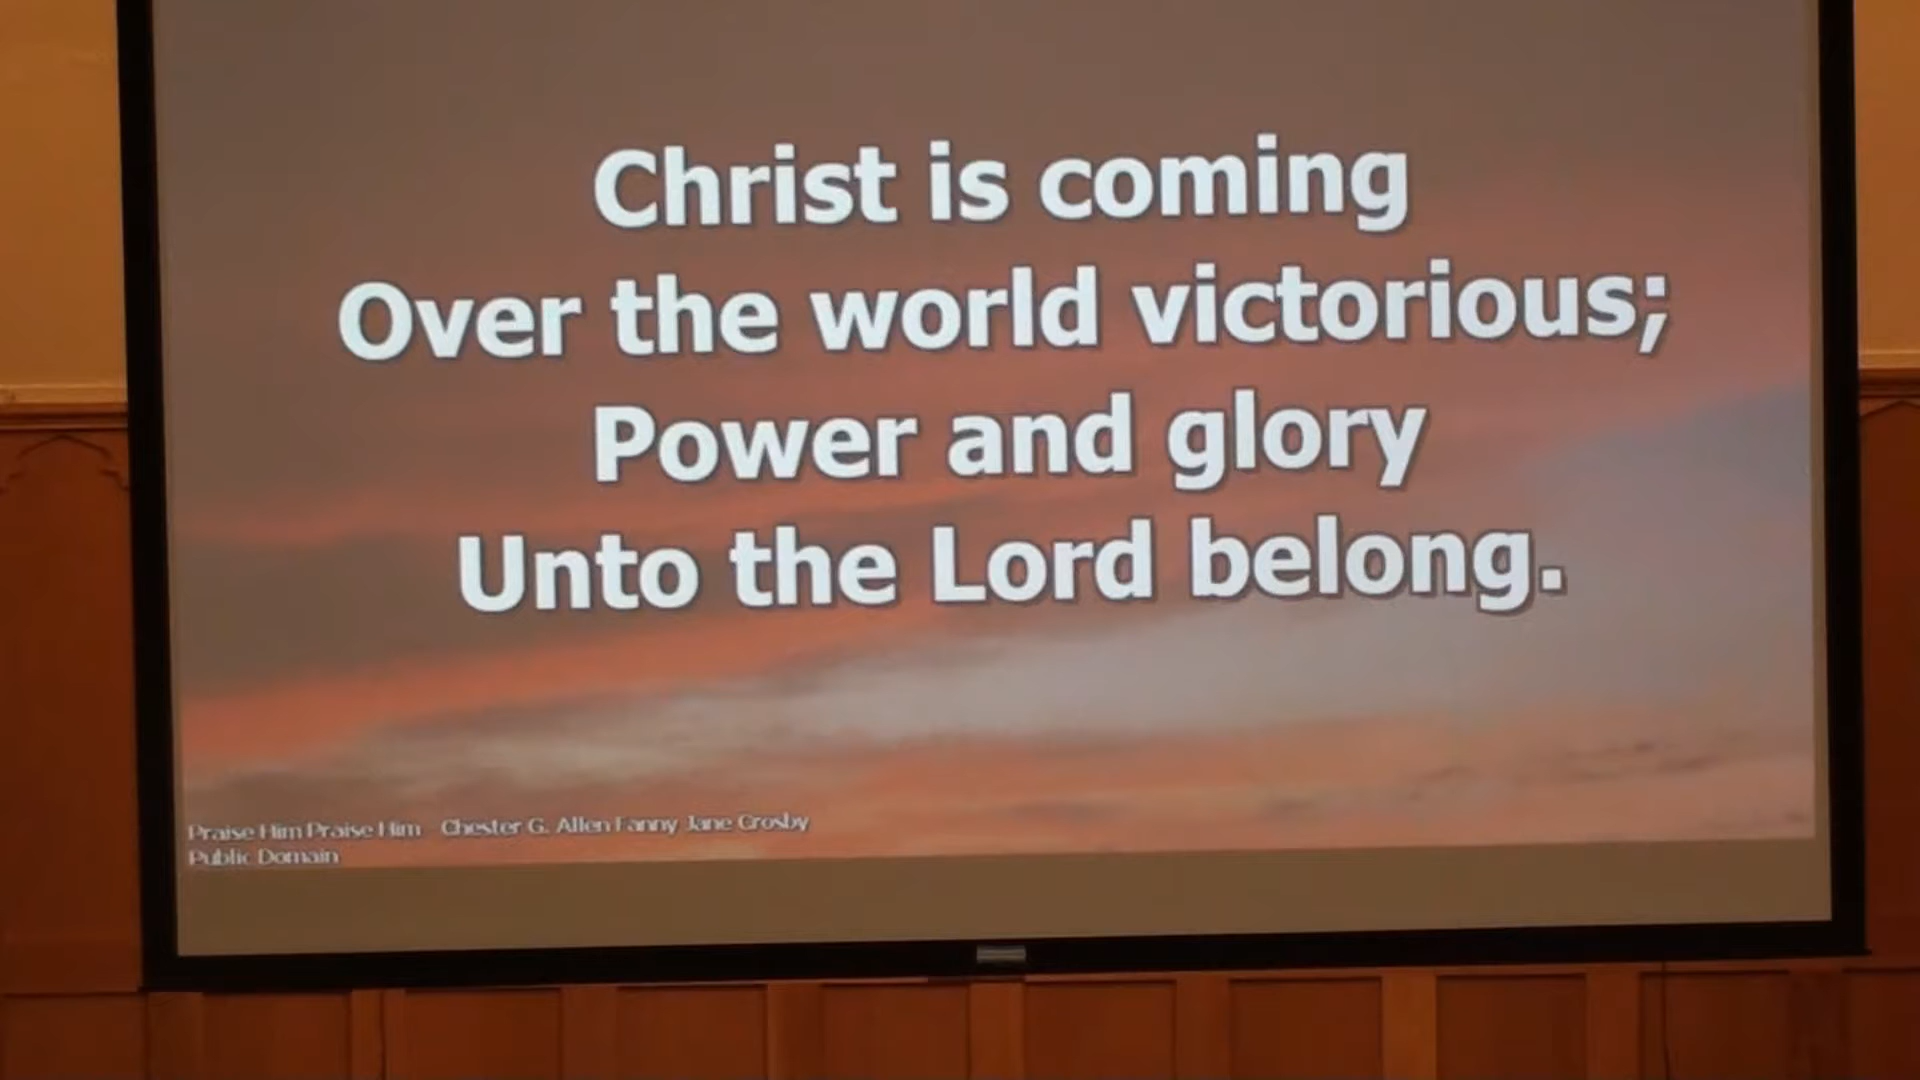 Christ is coming
Over the world victorious;
Power and glory
Unto the Lord belong.
Praise Him Praise Him - Chester G. Allen Fanny Jane Crosby
Public Domain